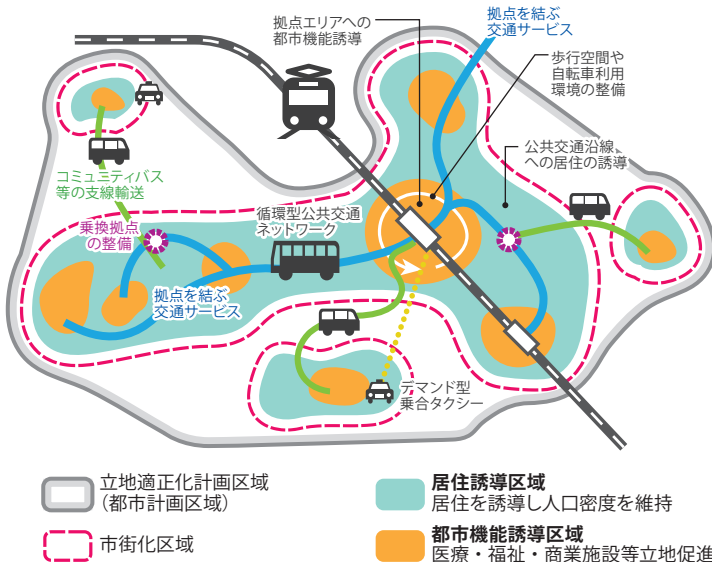 拠点エリアへの
都市機能誘導
拠点を結ぶ
交通サービス
歩行空間や
自転車利用
環境の整備
公共交通沿線
への居住の誘導
コミュニティバス
等の支線輸送
乗換拠点
の整備
循環型公共交通
ネットワーク
拠点を結ぶ
交通サービス
デマンド型
乗合タクシー
立地適正化計画区域
(都市計画区域)
市街化区域
居住誘導区域
居住を誘導し人口密度を維持
都市機能誘導区域
医療・福祉・商業施設等立地促進